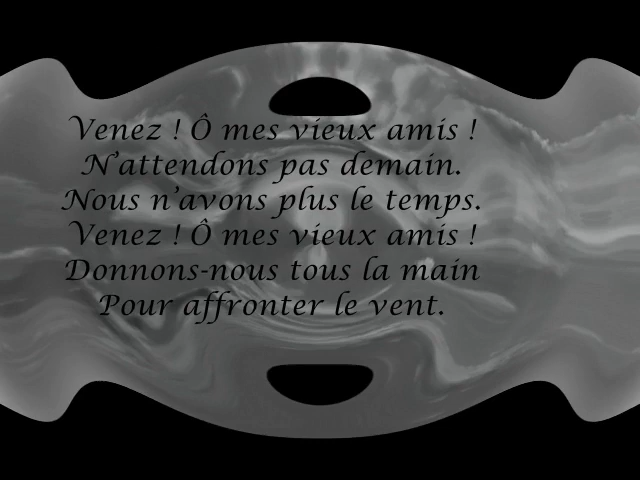 Venez ! Ô mes vieux amis !
N'attendons pas demain.
Nous n'avons plus le temps.
Venez ! Ô mes vieux amis !
Donnons-nous tous la main
Pour affronter le vent.